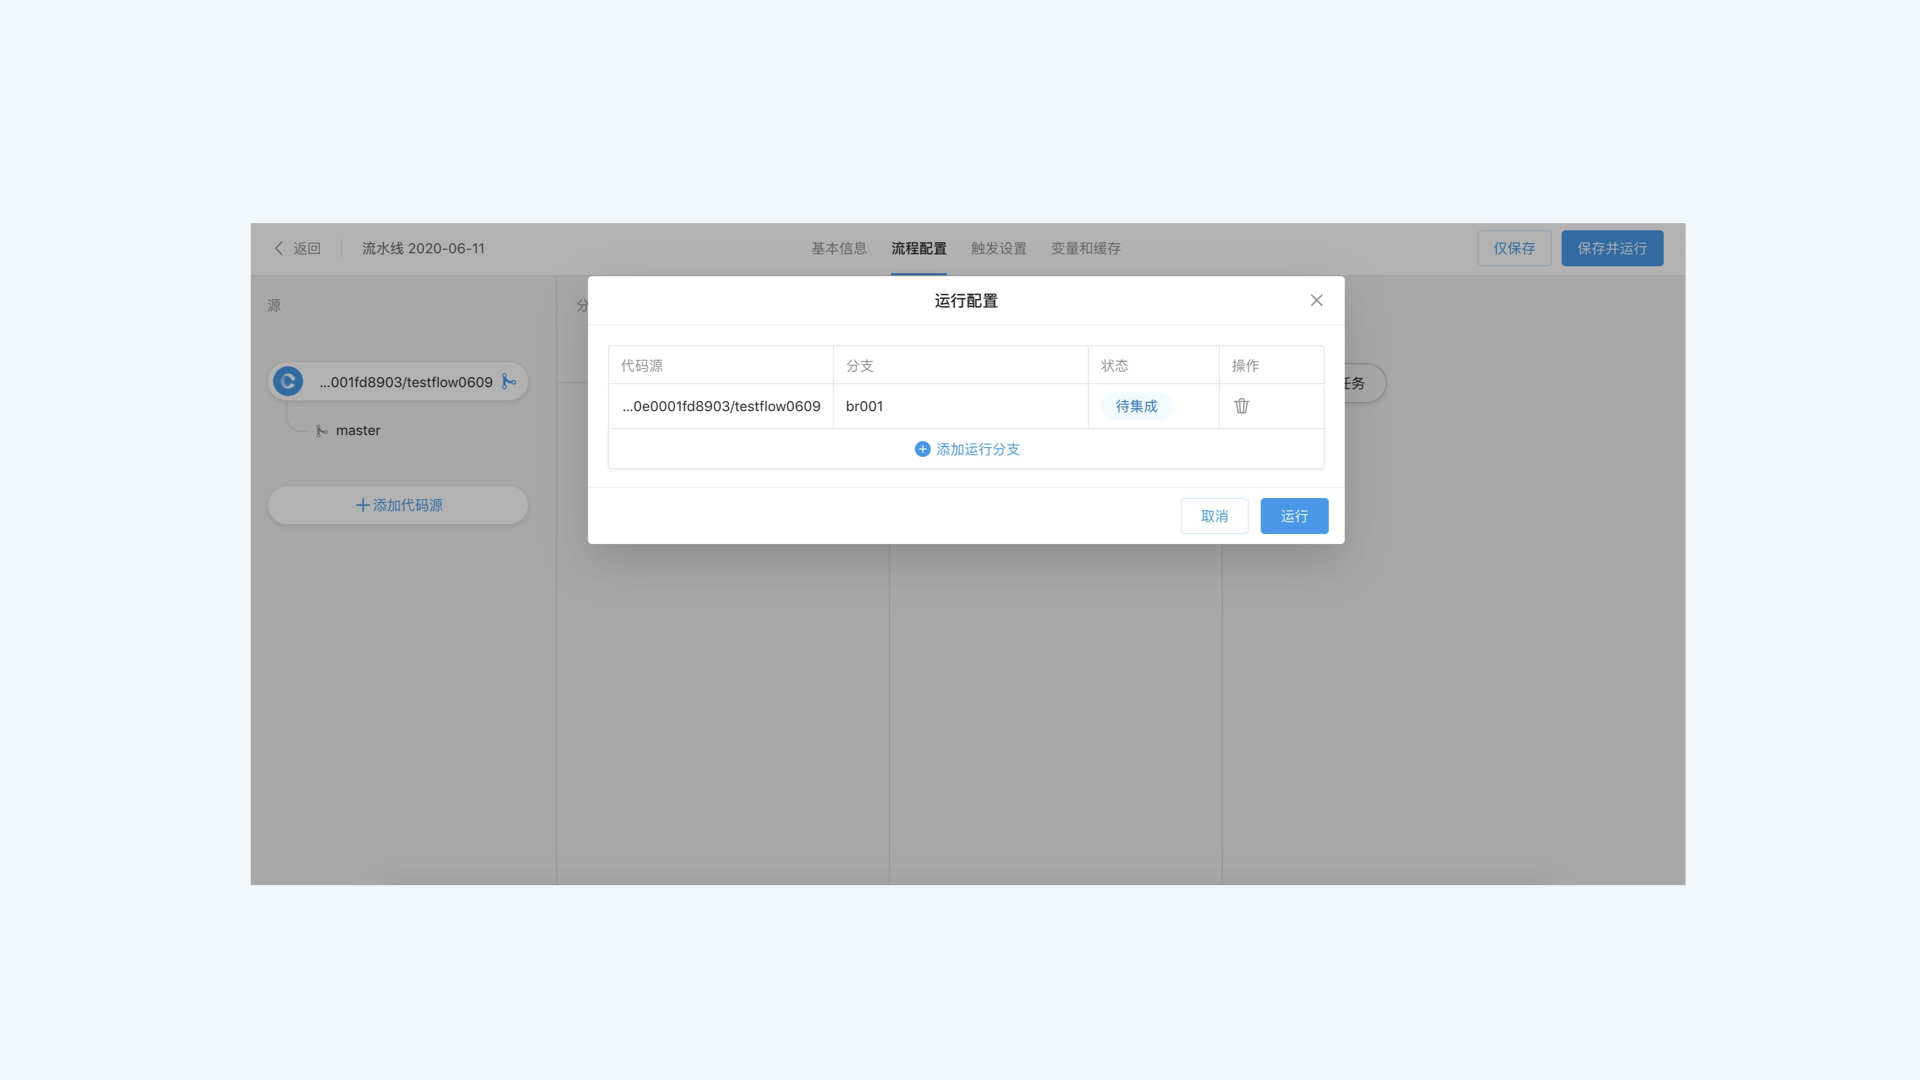 返回
流水线 2020-06-11
基本信息 流程配置 触发设置 变量和缓存
仅保存 保存并运行
源
分
...001fd8903/testflow0609
master
添加代码源
任务
运行配置
代码源 分支 状态 操作
...0e0001fd8903/testflow0609 br001 待集成
添加运行分支
取消 运行